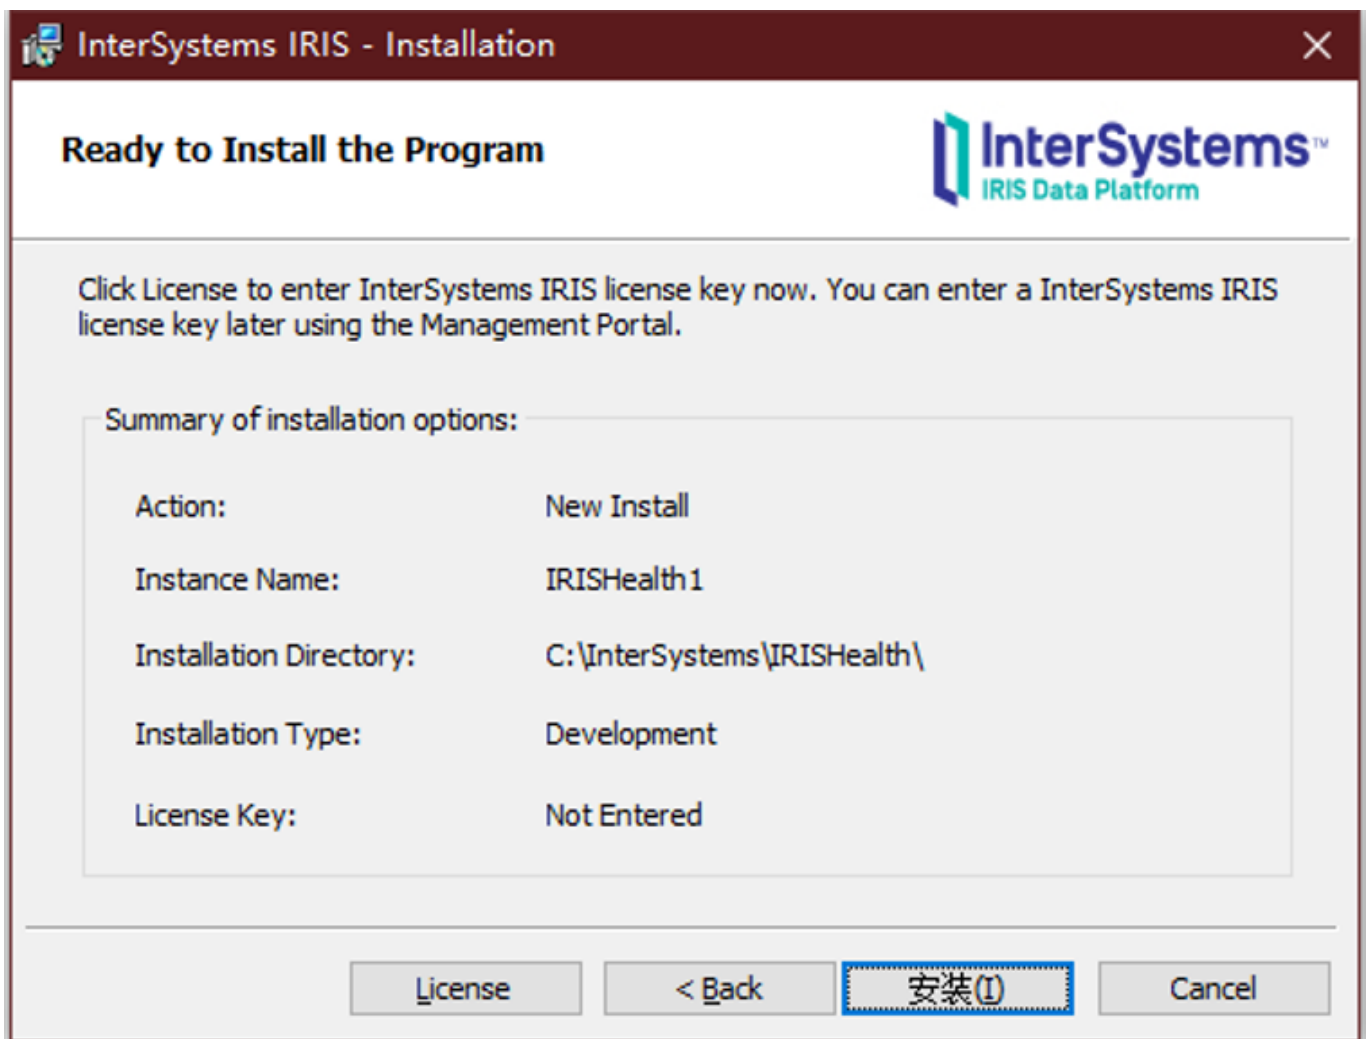 InterSystems IRIS - Installation
Ready to Install the Program
InterSystems™
IRIS Data Platform
Click License to enter InterSystems IRIS license key now. You can enter a InterSystems IRIS
license key later using the Management Portal.
Summary of installation options:
Action: New Install
Instance Name: IRISHealth1
Installation Directory: C:\InterSystems\IRISHealth\
Installation Type: Development
License Key: Not Entered
License < Back 安装(I) Cancel